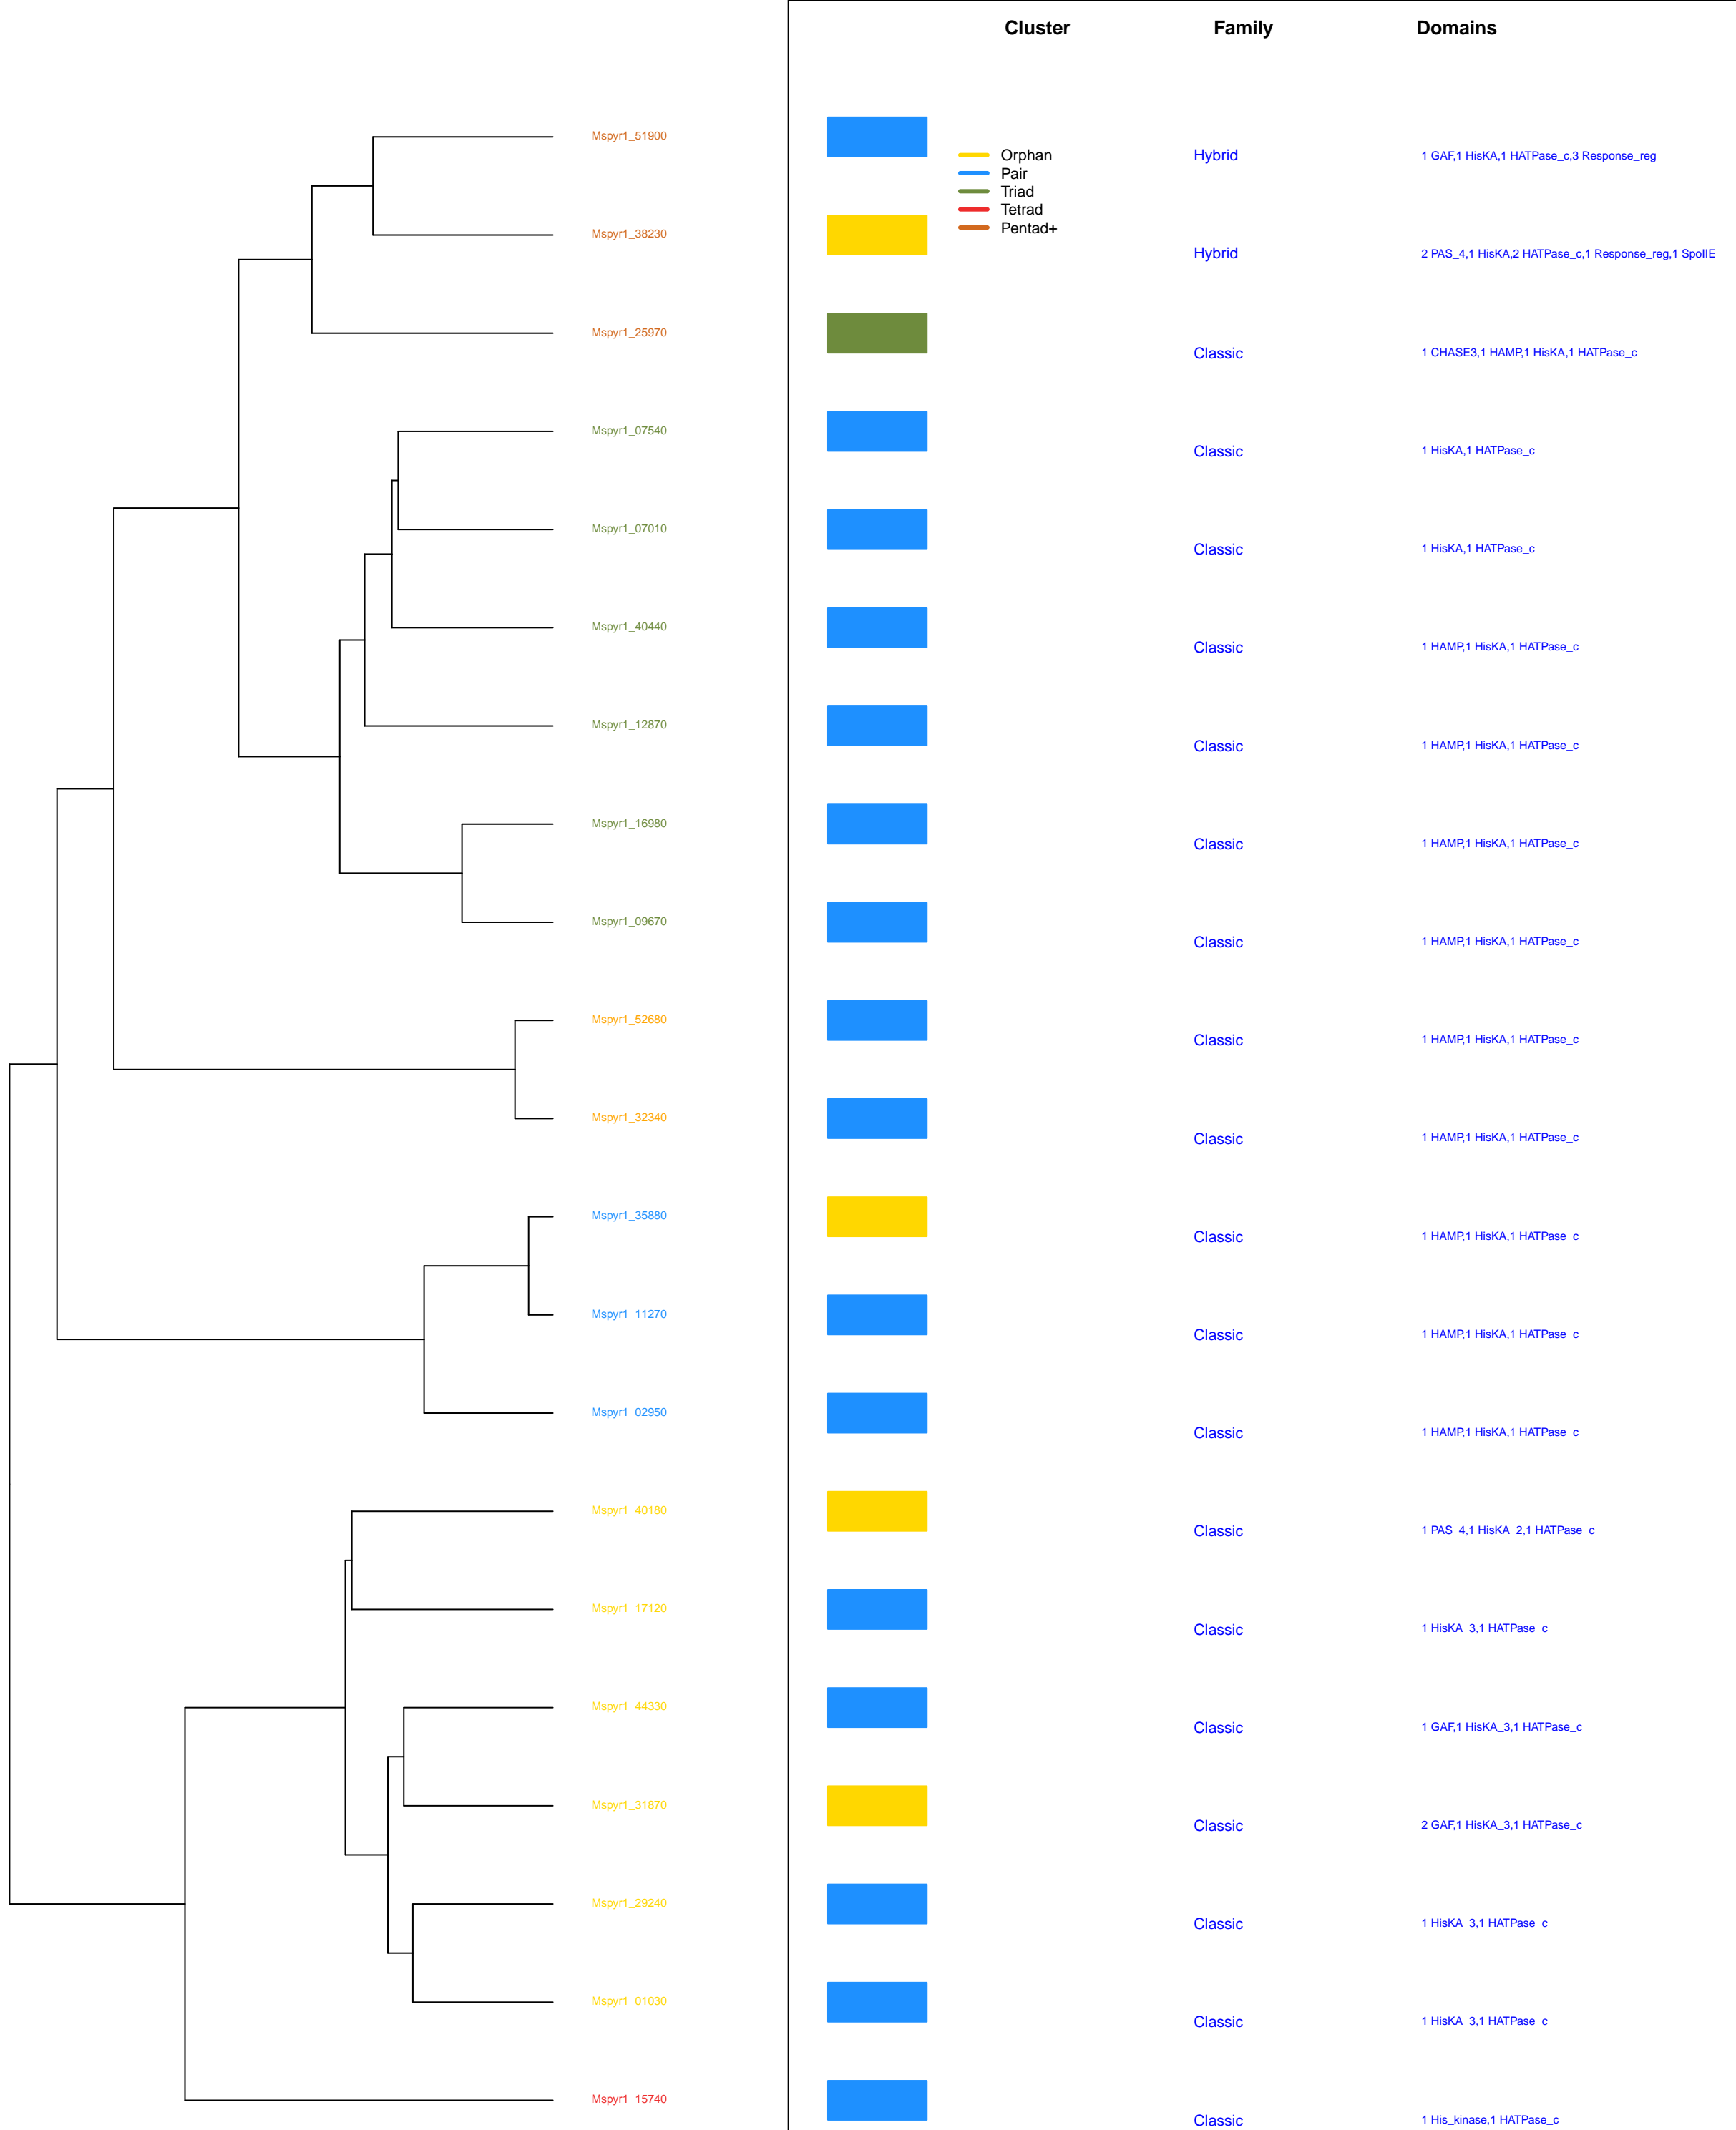 Cluster Family Domains
Mspyr1_51900
Orphan
Hybrid 1 GAF,1 HisKA,1 HATPase_c,3 Response_reg
Pair
Triad
Tetrad
Pentad+
Mspyr1_38230
Hybrid 2 PAS_4,1 HisKA,2 HATPase_c,1 Response_reg,1 SpoIIE
Mspyr1_25970
Classic 1 CHASE3,1 HAMP,1 HisKA,1 HATPase_c
Mspyr1_07540
Classic 1 HisKA,1 HATPase_c
Mspyr1_07010
Classic 1 HisKA,1 HATPase_c
Mspyr1_40440
Classic 1 HAMP,1 HisKA,1 HATPase_c
Mspyr1_12870
Classic 1 HAMP,1 HisKA,1 HATPase_c
Mspyr1_16980
Classic 1 HAMP,1 HisKA,1 HATPase_c
Mspyr1_09670
Classic 1 HAMP,1 HisKA,1 HATPase_c
Mspyr1_52680
Classic 1 HAMP,1 HisKA,1 HATPase_c
Mspyr1_32340
Classic 1 HAMP,1 HisKA,1 HATPase_c
Mspyr1_35880
Classic 1 HAMP,1 HisKA,1 HATPase_c
Mspyr1_11270
Classic 1 HAMP,1 HisKA,1 HATPase_c
Mspyr1_02950
Classic 1 HAMP,1 HisKA,1 HATPase_c
Mspyr1_40180
Classic 1 PAS_4,1 HisKA_2,1 HATPase_c
Mspyr1_17120
Classic 1 HisKA_3,1 HATPase_c
Mspyr1_44330
Classic 1 GAF,1 HisKA_3,1 HATPase_c
Mspyr1_31870
Classic 2 GAF,1 HisKA_3,1 HATPase_c
Mspyr1_29240
Classic 1 HisKA_3,1 HATPase_c
Mspyr1_01030
Classic 1 HisKA_3,1 HATPase_c
Mspyr1_15740
Classic 1 His_kinase,1 HATPase_c